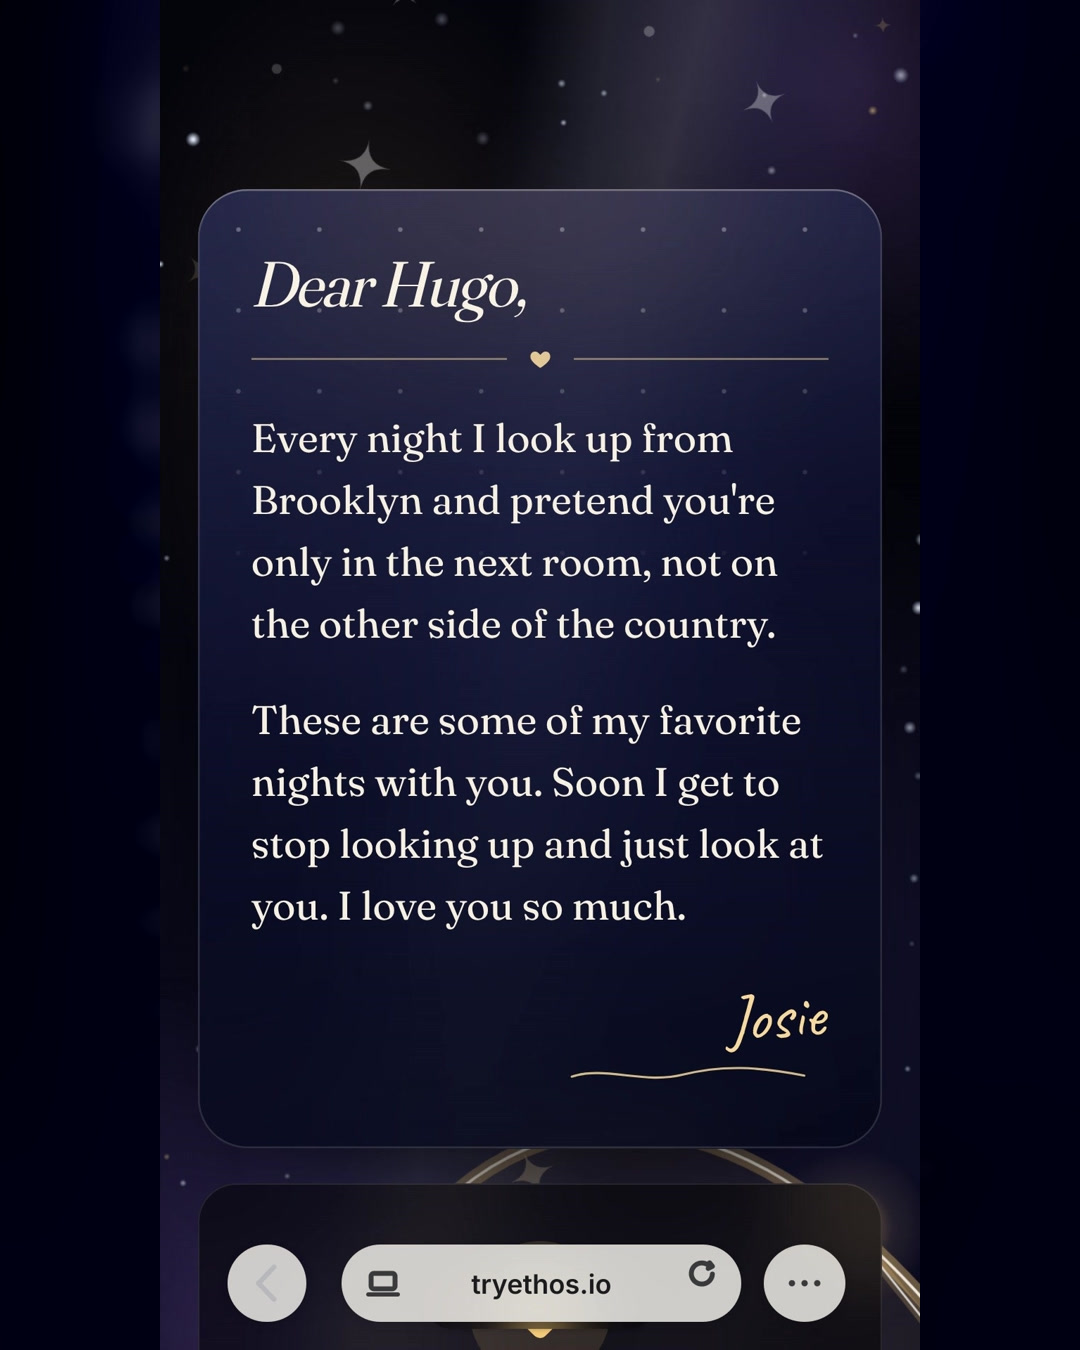 Dear Hugo,
Every night I look up from
Brooklyn and pretend you're
only in the next room, not on
the other side of the country.
These are some of my favorite
nights with you. Soon I get to
stop looking up and just look at
you. I love you so much.
Josie
tryethos.io